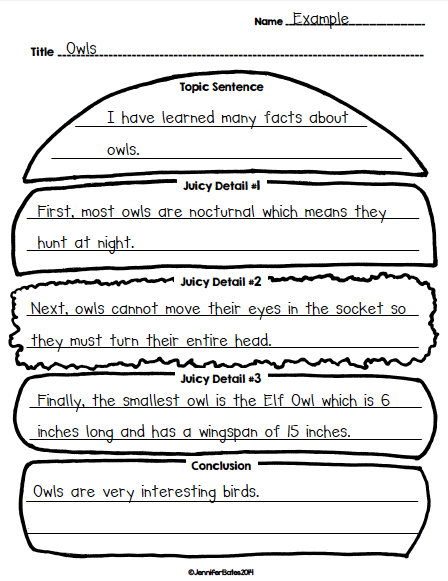 Name Example
Title Owls
Topic Sentence
I have learned many facts about
owls.
Juicy Detail #1
First, most owls are nocturnal which means they
hunt at night.
Juicy Detail #2
Next, owls cannot move their eyes in the socket so
they must turn their entire head.
Juicy Detail #3
Finally, the smallest owl is the Elf Owl which is 6
inches long and has a wingspan of 15 inches.
Conclusion
Owls are very interesting birds.
©JenniferBates2014